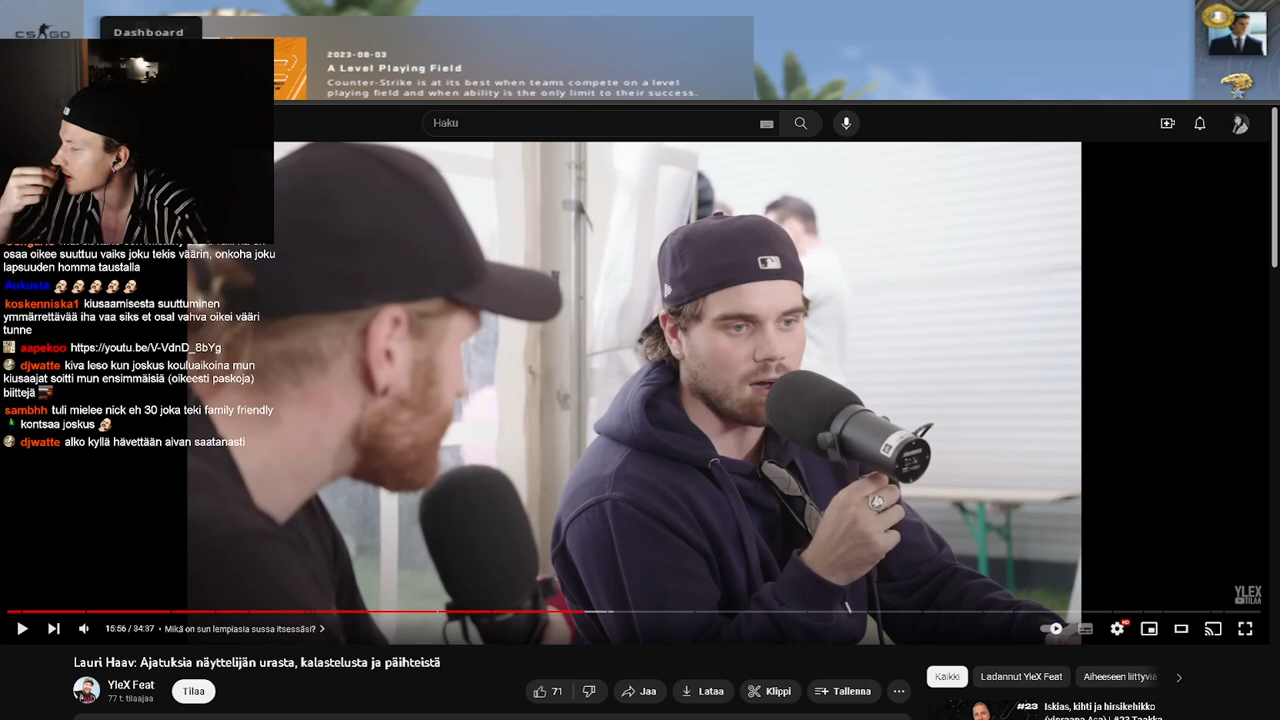 CS GO
Dashboard
2023-08-03
A Level Playing Field
Counter-Strike is at its best when teams compete on a level
playing field and when ability is the only limit to their success.
Haku
osaa oikee suuttuu vaiks joku tekis väärin, onkoha joku
lapsuuden homma taustalla
Aukusta
koskenniska1 kiusaamisesta suuttuminen
ymmärrettävää iha vaa siks et osal vahva oikei vääri
tunne
aapekoo https://youtu.be/V-VdnD_8bYg
djwatte kiva leso kun joskus kouluaikoina mun
kiusaajat soitti mun ensimmäisiä (oikeesti paskoja)
biittejä
sambhh tuli mielee nick eh 30 joka teki family friendly
kontsaa joskus
djwatte alko kyllä hävettään aivan saatanasti
YLEX
TILAA
15:56 / 34:37 • Mikä on sun lempiasia sussa itsessäsi?
HD
Lauri Haav: Ajatuksia näyttelijän urasta, kalastelusta ja päihteistä
YleX Feat
77 t. tilaajaa
Tilaa
71
Jaa
Lataa
Klippi
Tallenna
Kaikki
Ladannut YleX Feat
Aiheeseen liittyviä
#23
Iskias, kihti ja hirsikehikko